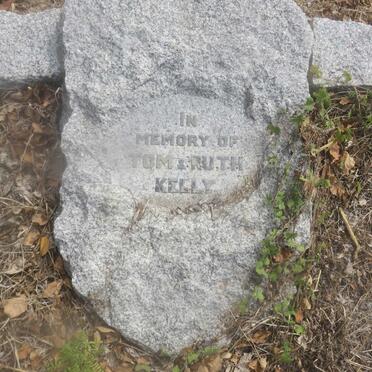 IN
MEMORY OF
TOM & RUTH
KELLY